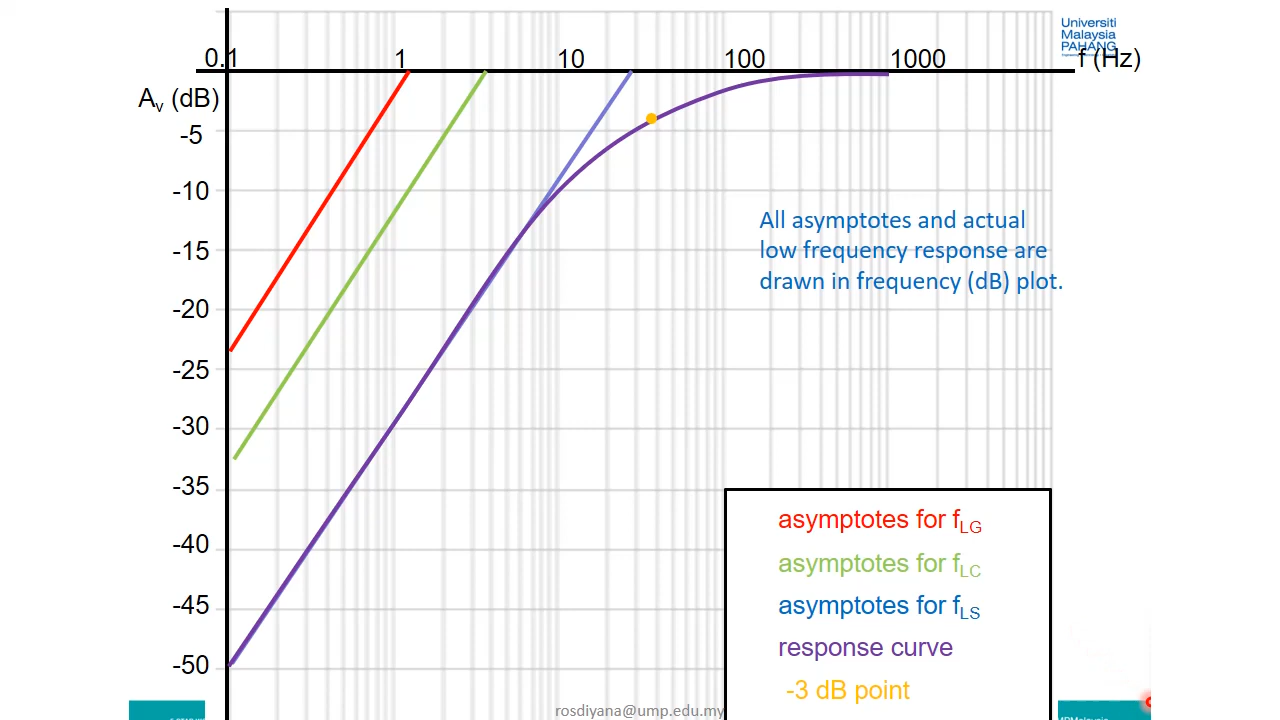 Universiti
Malaysia
PAHANG
0.1 1 10 100 1000 f (Hz)
Av (dB)
-5
-10
-15
-20
-25
-30
-35
-40
-45
-50
All asymptotes and actual
low frequency response are
drawn in frequency (dB) plot.
asymptotes for fLG
asymptotes for fLC
asymptotes for fLS
response curve
-3 dB point
rosdiyana@ump.edu.my